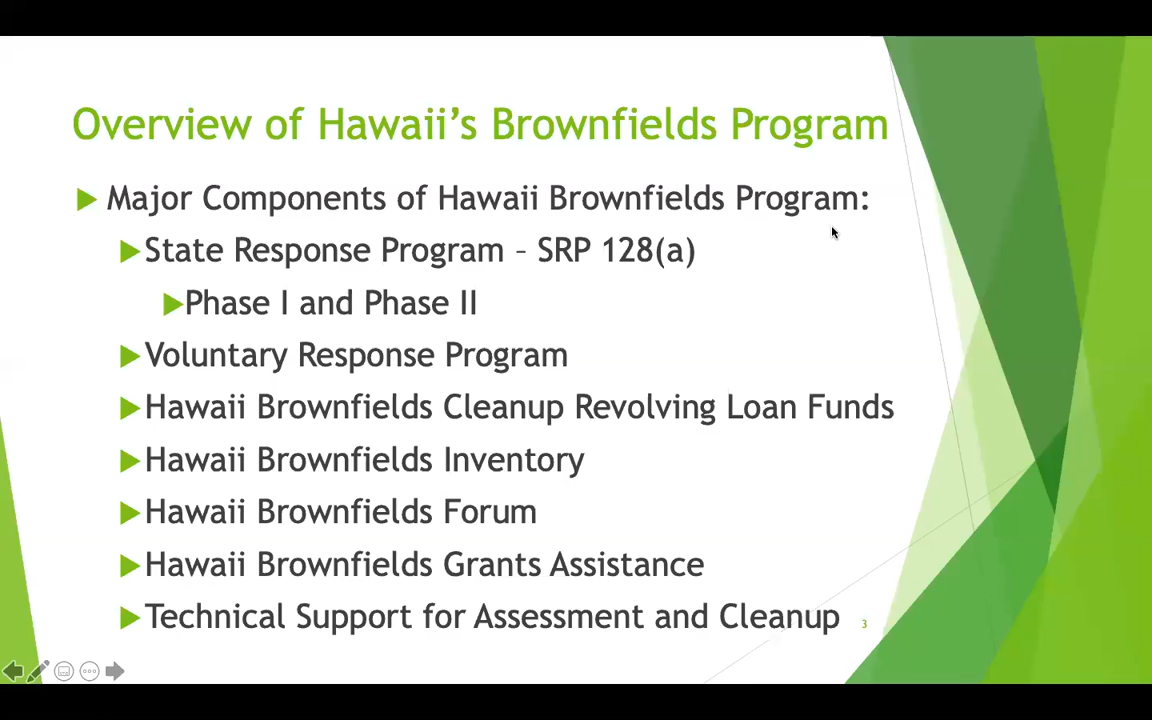 Overview of Hawaii's Brownfields Program
Major Components of Hawaii Brownfields Program:
State Response Program – SRP 128(a)
Phase I and Phase II
Voluntary Response Program
Hawaii Brownfields Cleanup Revolving Loan Funds
Hawaii Brownfields Inventory
Hawaii Brownfields Forum
Hawaii Brownfields Grants Assistance
Technical Support for Assessment and Cleanup
3